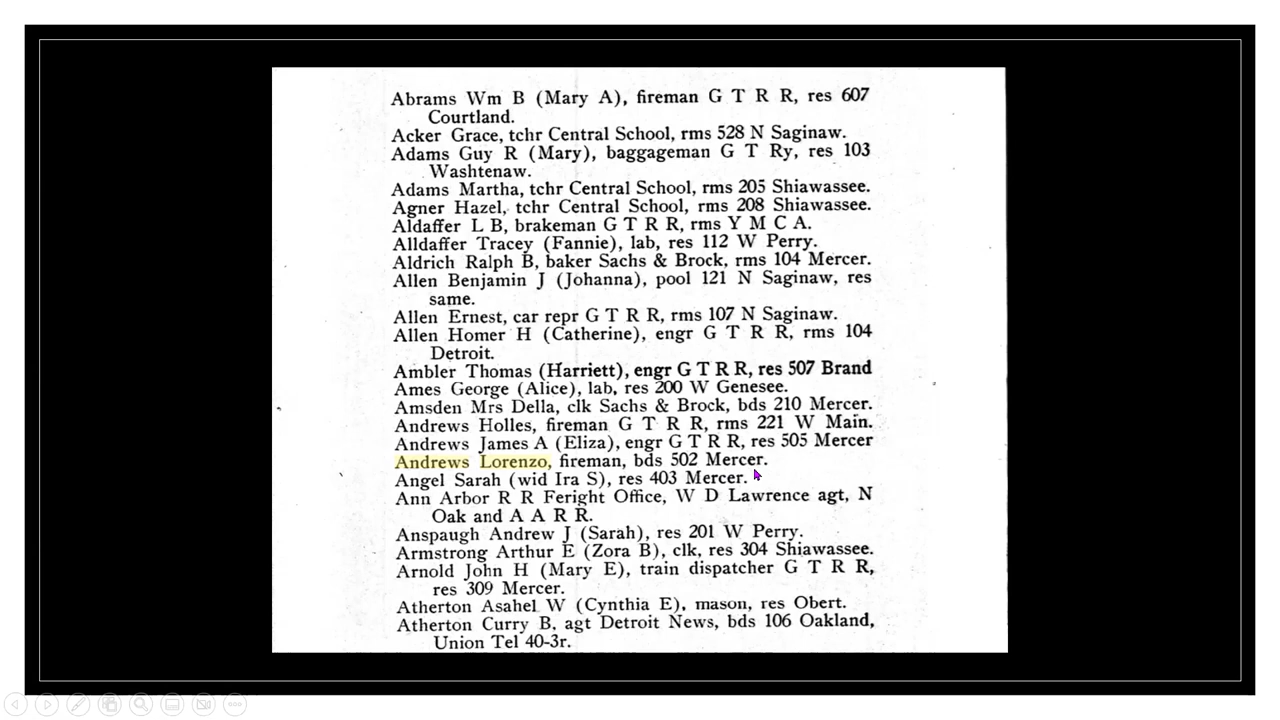 Abrams Wm B (Mary A), fireman G T R R, res 607
Courtland.
Acker Grace, tchr Central School, rms 528 N Saginaw.
Adams Guy R (Mary), baggageman G T Ry, res 103
Washtenaw.
Adams Martha, tchr Central School, rms 205 Shiawassee.
Agner Hazel, tchr Central School, rms 208 Shiawassee.
Aldaffer L B, brakeman G T R R, rms Y M C A.
Alldaffer Tracey (Fannie), lab, res 112 W Perry.
Aldrich Ralph B, baker Sachs & Brock, rms 104 Mercer.
Allen Benjamin J (Johanna), pool 121 N Saginaw, res
same.
Allen Ernest, car repr G T R R, rms 107 N Saginaw.
Allen Homer H (Catherine), engr G T R R, rms 104
Detroit.
Ambler Thomas (Harriett), engr G T R R, res 507 Brand
Ames George (Alice), lab, res 200 W Genesee.
Amsden Mrs Della, clk Sachs & Brock, bds 210 Mercer.
Andrews Holles, fireman G T R R, rms 221 W Main.
Andrews James A (Eliza), engr G T R R, res 505 Mercer
Andrews Lorenzo, fireman, bds 502 Mercer.
Angel Sarah (wid Ira S), res 403 Mercer.
Ann Arbor R R Feright Office, W D Lawrence agt, N
Oak and A A R R.
Anspaugh Andrew J (Sarah), res 201 W Perry.
Armstrong Arthur E (Zora B), clk, res 304 Shiawassee.
Arnold John H (Mary E), train dispatcher G T R R,
res 309 Mercer.
Atherton Asahel W (Cynthia E), mason, res Obert.
Atherton Curry B, agt Detroit News, bds 106 Oakland,
Union Tel 40-3r.